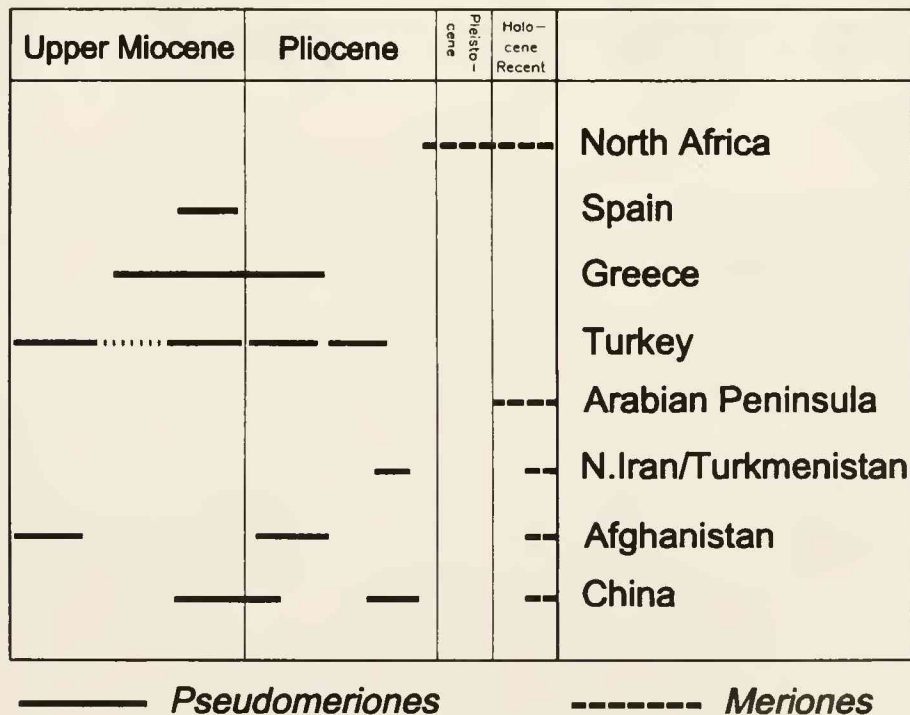 Upper Miocene
Pliocene
Pleisto-
cene
Holo-
cene
Recent
North Africa
Spain
Greece
Turkey
Arabian Peninsula
N.Iran/Turkmenistan
Afghanistan
China
Pseudomeriones
Meriones